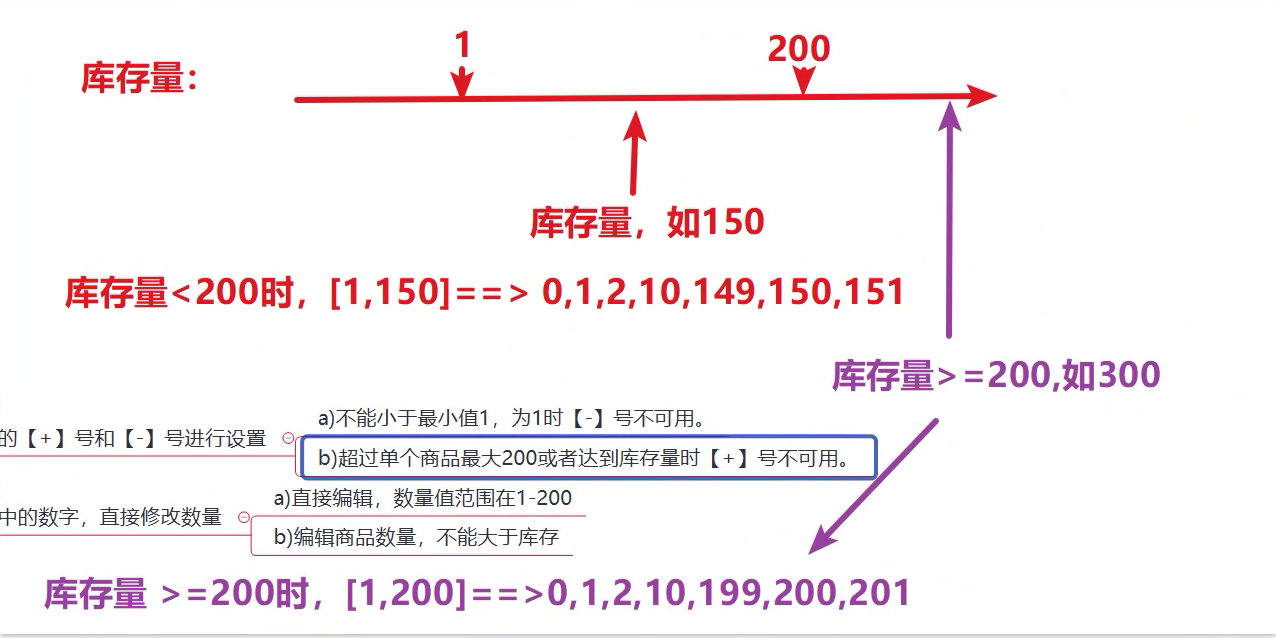 1
200
库存量：
库存量，如150
库存量<200时，[1,150]==> 0,1,2,10,149,150,151
库存量>=200,如300
a)不能小于最小值1，为1时【-】号不可用。
的【+】号和【-】号进行设置
b)超过单个商品最大200或者达到库存量时【+】号不可用。
a)直接编辑，数量值范围在1-200
中的数字，直接修改数量
b)编辑商品数量，不能大于库存
库存量 >=200时，[1,200]==>0,1,2,10,199,200,201